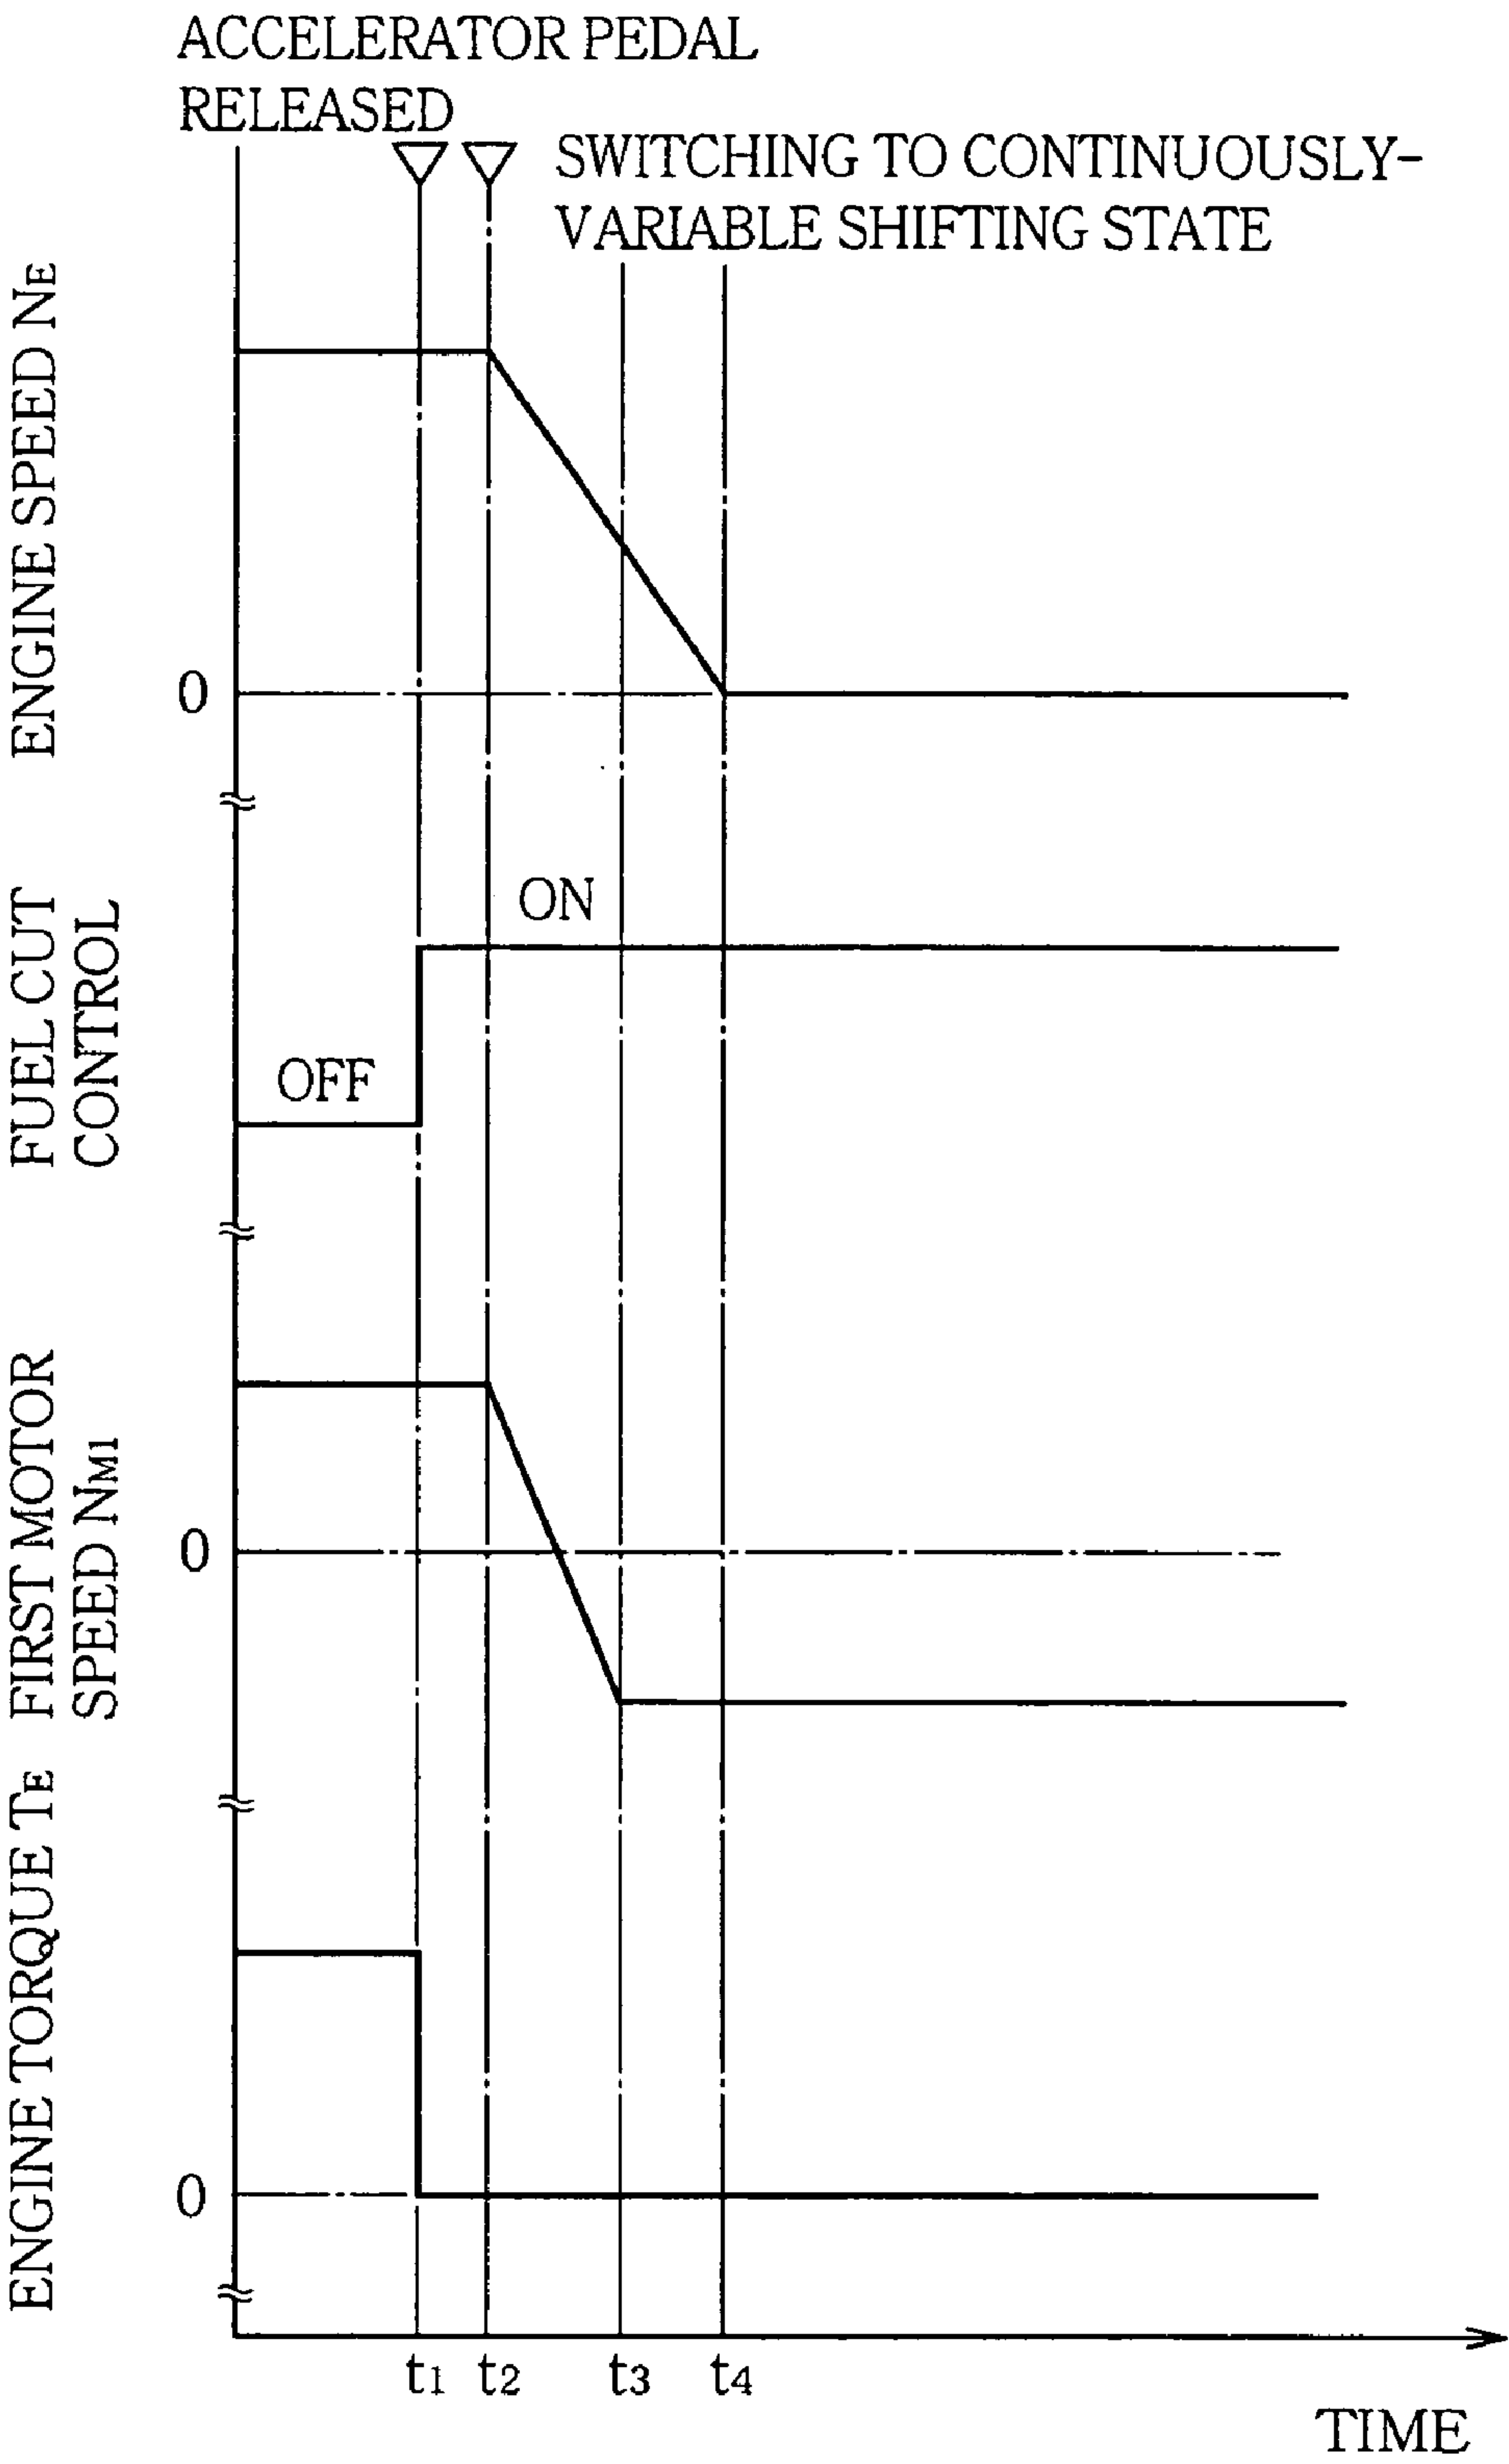 ACCELERATOR PEDAL
RELEASED
SWITCHING TO CONTINUOUSLY-
VARIABLE SHIFTING STATE
ENGINE SPEED NE
0
FUEL CUT
CONTROL
ON
OFF
FIRST MOTOR
SPEED NM1
0
ENGINE TORQUE TE
0
t1 t2 t3 t4
TIME